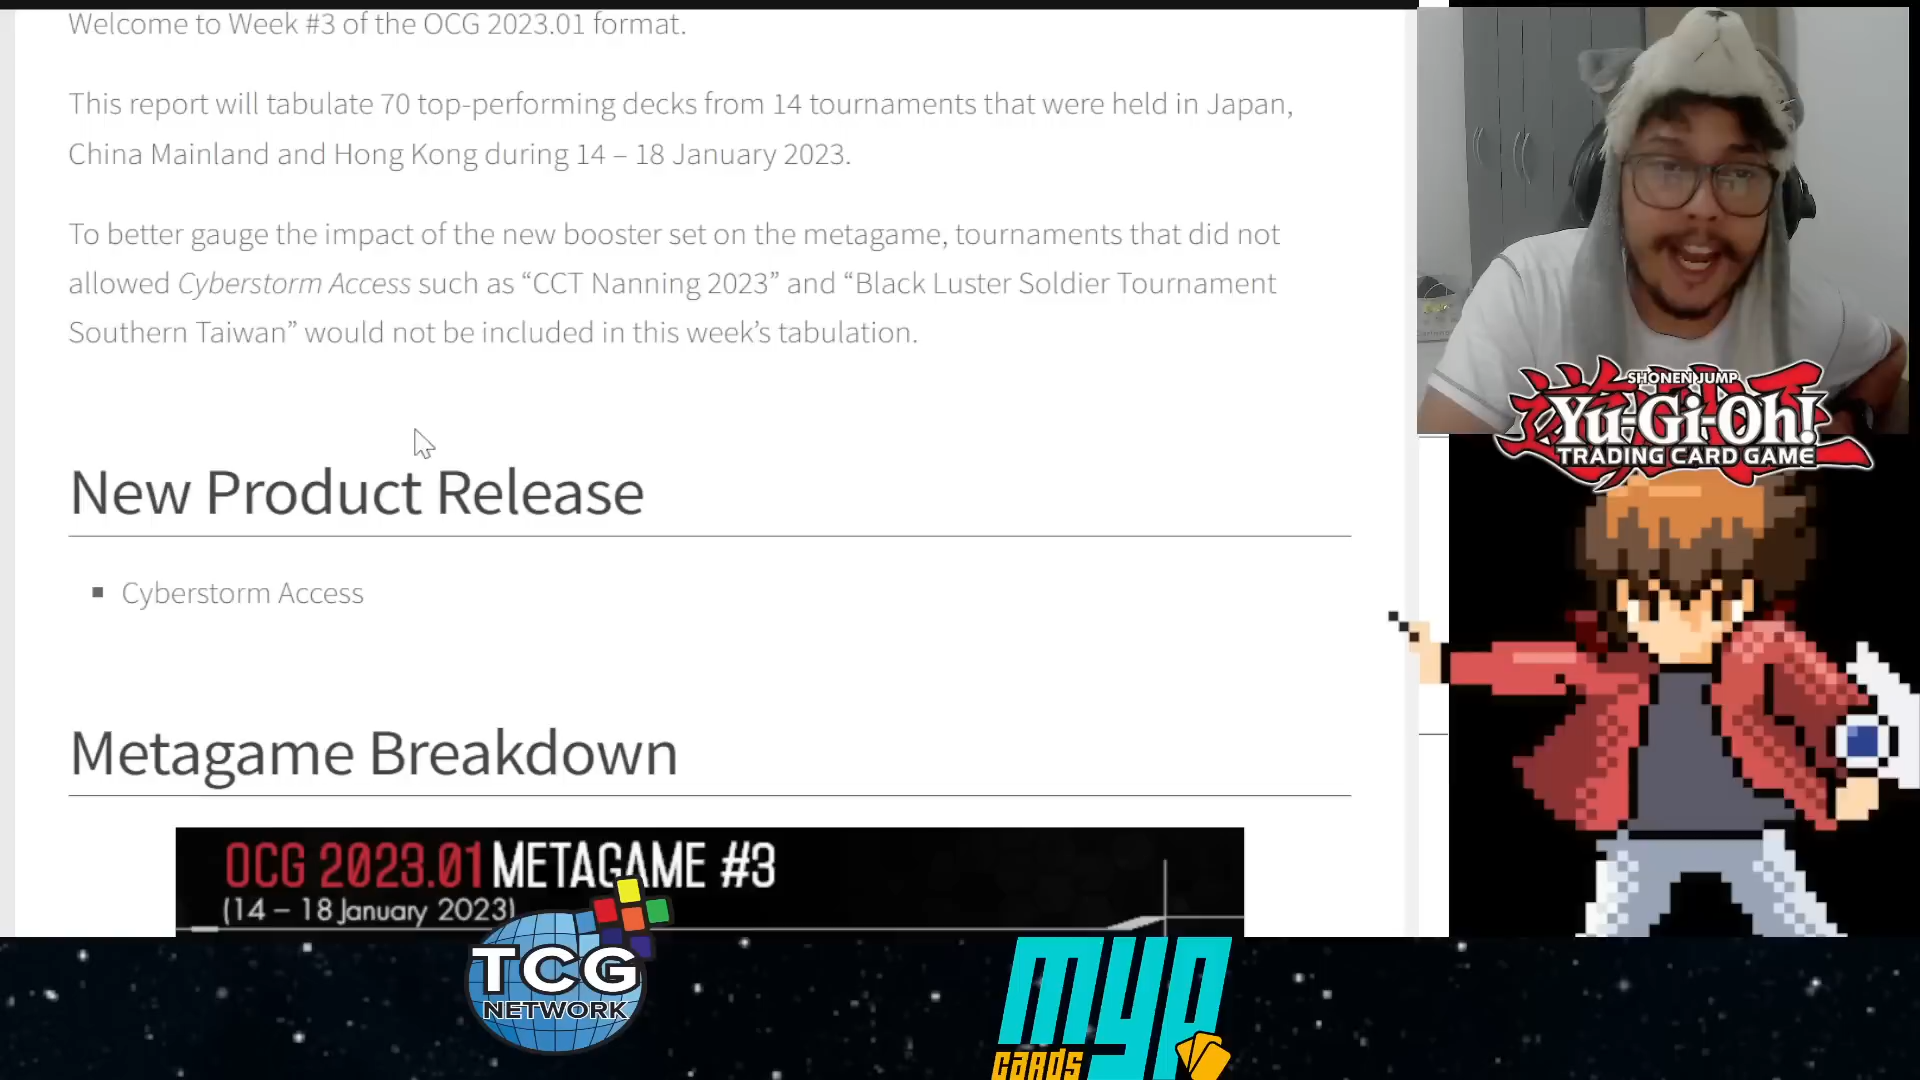 Welcome to Week #3 of the OCG 2023.01 format.
This report will tabulate 70 top-performing decks from 14 tournaments that were held in Japan,
China Mainland and Hong Kong during 14 – 18 January 2023.
To better gauge the impact of the new booster set on the metagame, tournaments that did not
allowed Cyberstorm Access such as “CCT Nanning 2023” and “Black Luster Soldier Tournament
Southern Taiwan” would not be included in this week’s tabulation.
New Product Release
Cyberstorm Access
Metagame Breakdown
OCG 2023.01 METAGAME #3
(14 – 18 January 2023)
SHONEN JUMP
Yu-Gi-Oh!
TRADING CARD GAME
TCG
NETWORK
MYP
CARDS